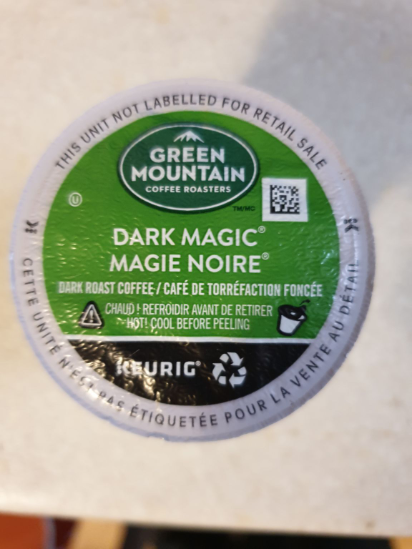 THIS UNIT NOT LABELLED FOR RETAIL SALE
GREEN
MOUNTAIN
COFFEE ROASTERS
TM/MD
U
DARK MAGIC®
MAGIE NOIRE®
DARK ROAST COFFEE / CAFÉ DE TORRÉFACTION FONCÉE
CHAUD ! REFROIDIR AVANT DE RETIRER
HOT! COOL BEFORE PEELING
KEURIG®
CETTE UNITÉ N'EST PAS ÉTIQUETÉE POUR LA VENTE AU DÉTAIL